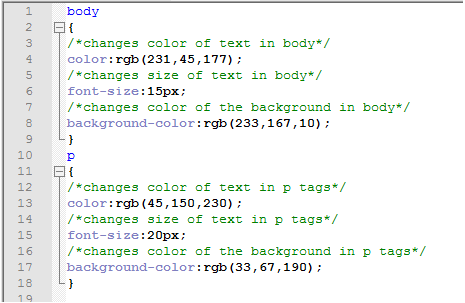 1 body
2 {
3 /*changes color of text in body*/
4 color:rgb(231,45,177);
5 /*changes size of text in body*/
6 font-size:15px;
7 /*changes color of the background in body*/
8 background-color:rgb(233,167,10);
9 }
10 p
11 {
12 /*changes color of text in p tags*/
13 color:rgb(45,150,230);
14 /*changes size of text in p tags*/
15 font-size:20px;
16 /*changes color of the background in p tags*/
17 background-color:rgb(33,67,190);
18 }
19